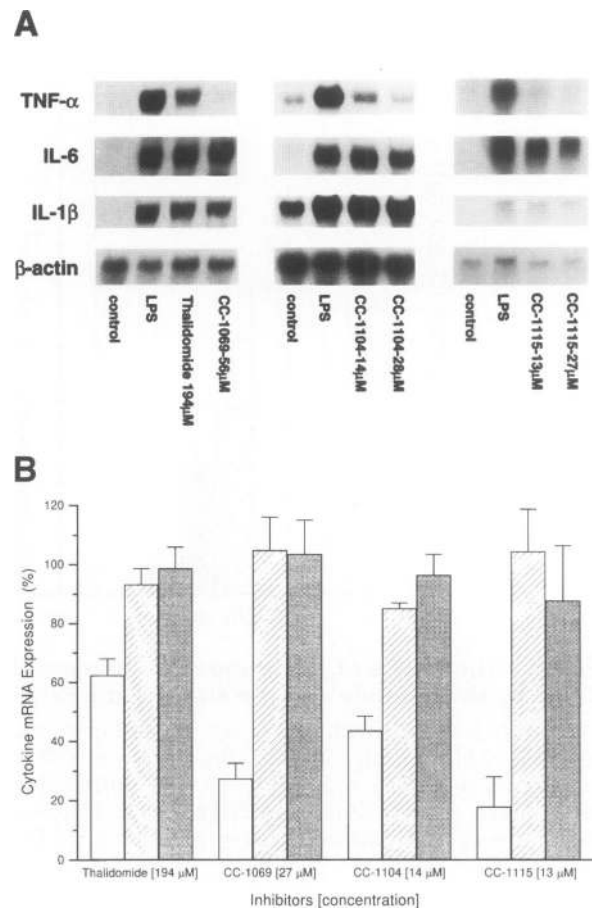 A
TNF-α
IL-6
IL-1β
β-actin
control
LPS
Thalidomide 194μM
CC-1069-56μM
control
LPS
CC-1104-14μM
CC-1104-28μM
control
LPS
CC-1115-13μM
CC-1115-27μM
B
Cytokine mRNA Expression (%)
120
100
80
60
40
20
0
Thalidomide [194 μM]
CC-1069 [27 μM]
CC-1104 [14 μM]
CC-1115 [13 μM]
Inhibitors [concentration]